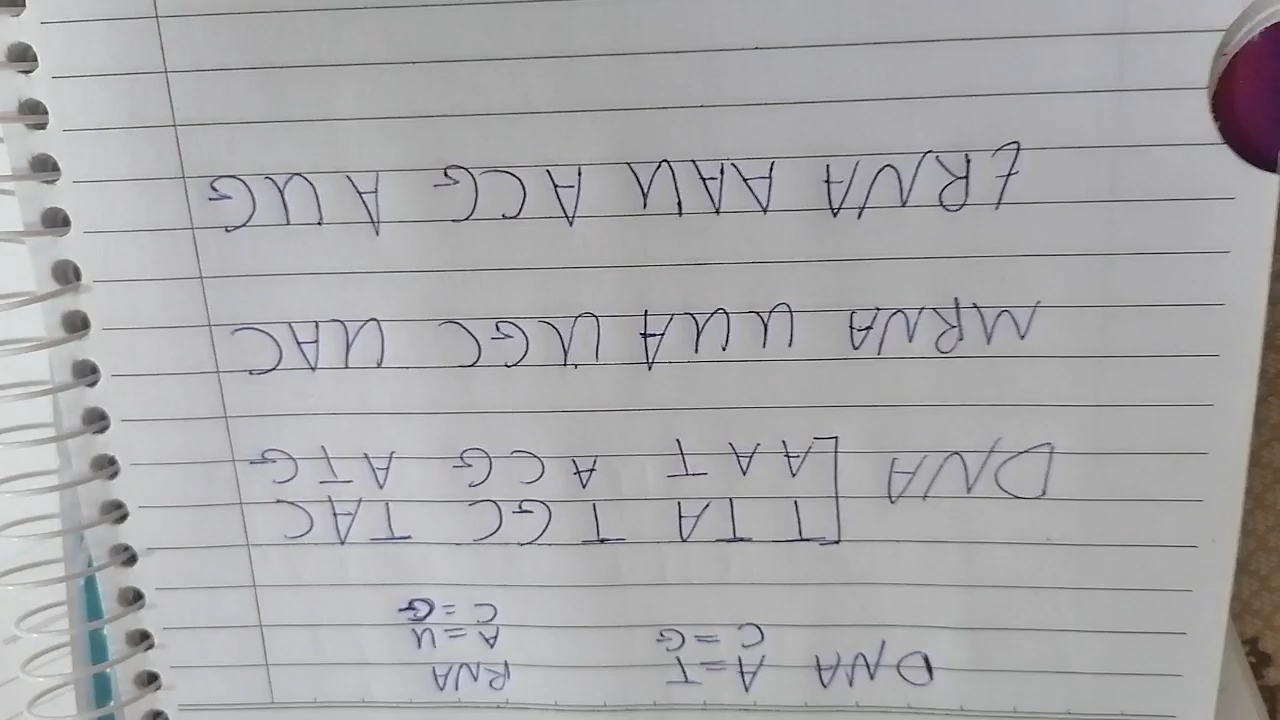 DNA A=T RNA
C=G A=U
C=G
DNA [TTA TGC TAC
AAT ACG ATG
MRNA UUA UGC UAC
tRNA AAU ACG AUG